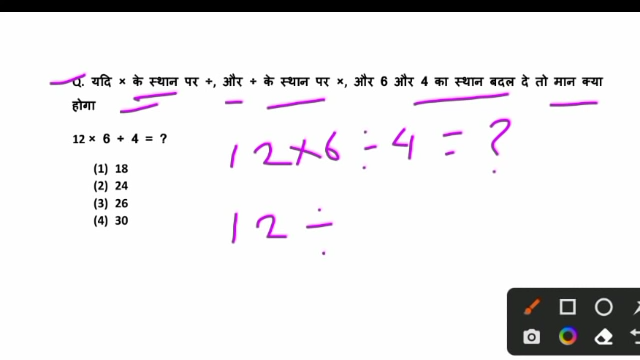 Q. यदि × के स्थान पर ÷, और ÷ के स्थान पर ×, और 6 और 4 का स्थान बदल दे तो मान क्या
होगा
12 × 6 ÷ 4 = ?
12 × 6 ÷ 4 = ?
(1) 18
(2) 24
(3) 26
(4) 30
12 ÷